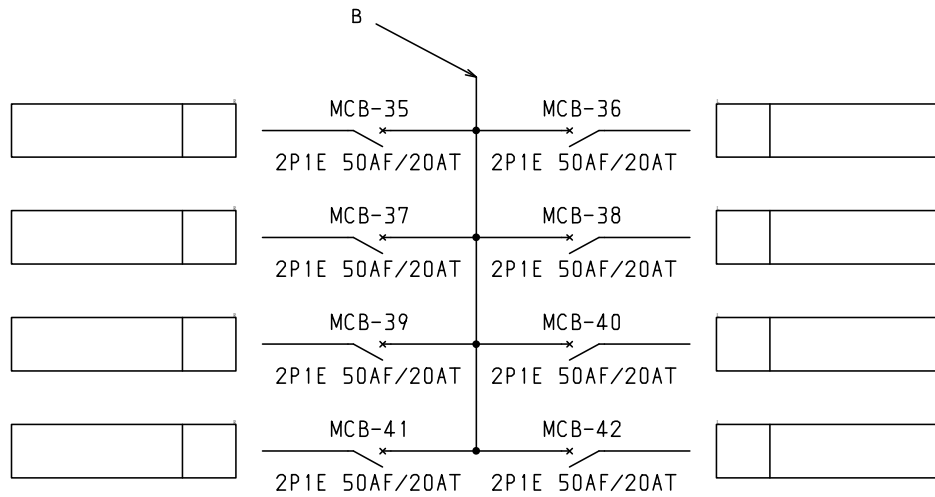 B
MCB-35 MCB-36
2P1E 50AF/20AT 2P1E 50AF/20AT
MCB-37 MCB-38
2P1E 50AF/20AT 2P1E 50AF/20AT
MCB-39 MCB-40
2P1E 50AF/20AT 2P1E 50AF/20AT
MCB-41 MCB-42
2P1E 50AF/20AT 2P1E 50AF/20AT